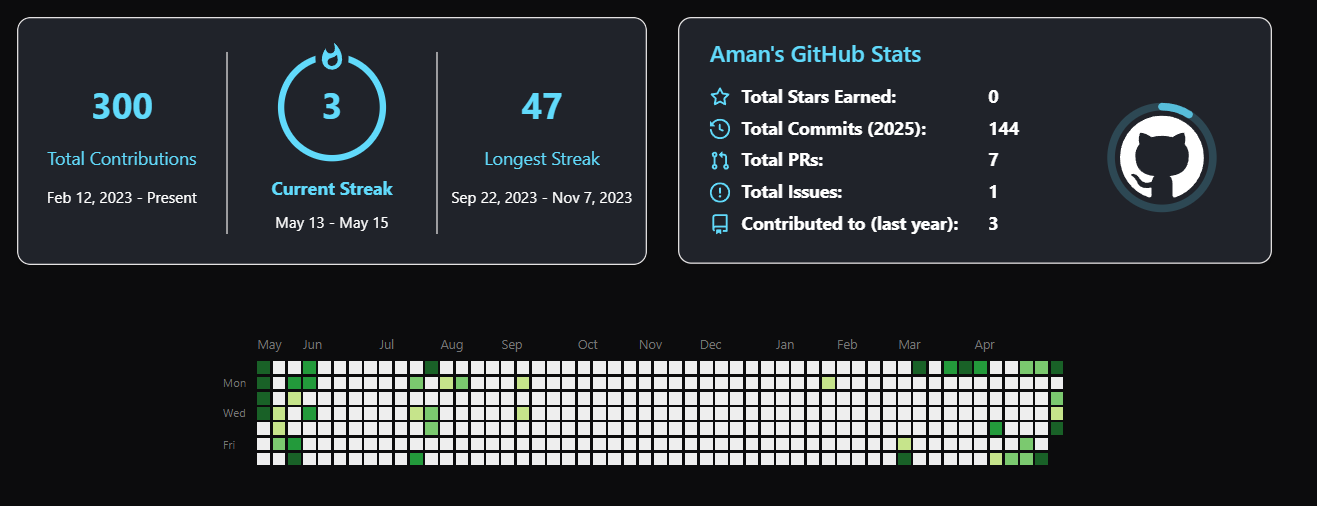 300
Total Contributions
Feb 12, 2023 - Present
3
Current Streak
May 13 - May 15
47
Longest Streak
Sep 22, 2023 - Nov 7, 2023
Aman's GitHub Stats
Total Stars Earned: 0
Total Commits (2025): 144
Total PRs: 7
Total Issues: 1
Contributed to (last year): 3
May Jun Jul Aug Sep Oct Nov Dec Jan Feb Mar Apr
Mon
Wed
Fri